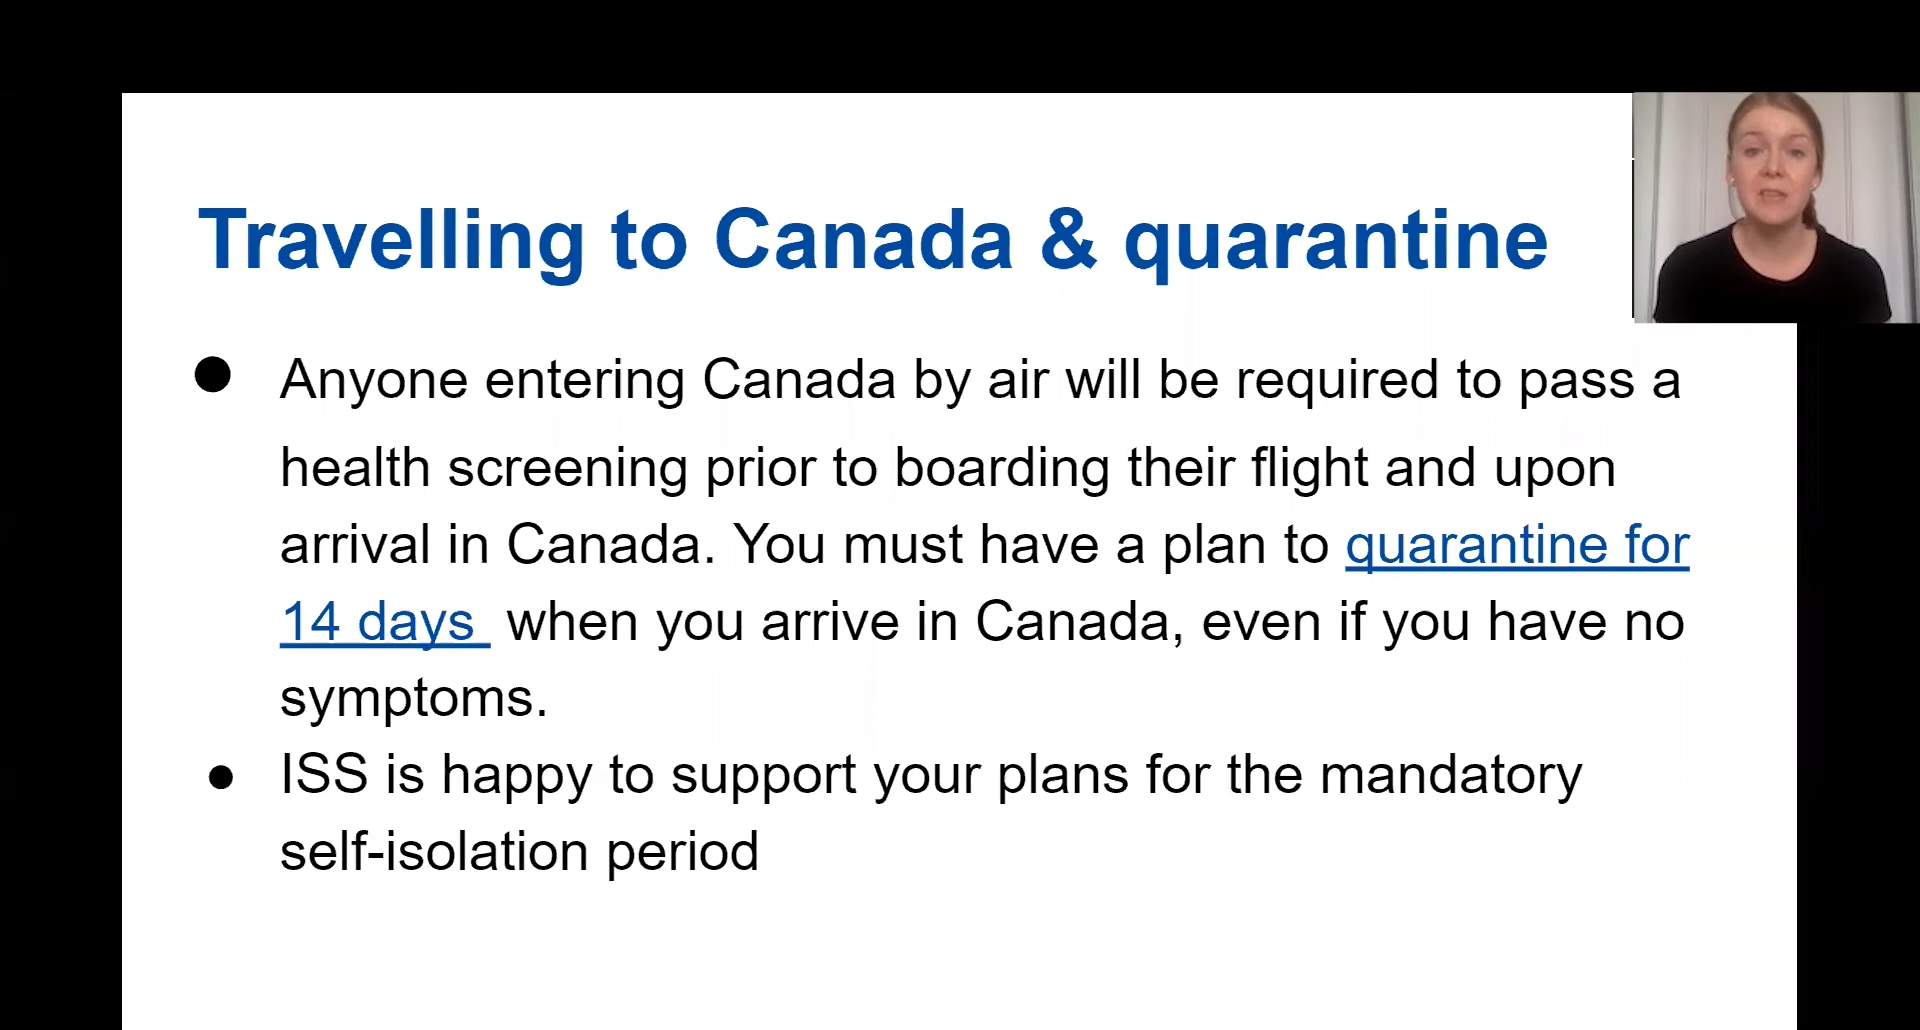 Travelling to Canada & quarantine
● Anyone entering Canada by air will be required to pass a
health screening prior to boarding their flight and upon
arrival in Canada. You must have a plan to quarantine for
14 days when you arrive in Canada, even if you have no
symptoms.
● ISS is happy to support your plans for the mandatory
self-isolation period